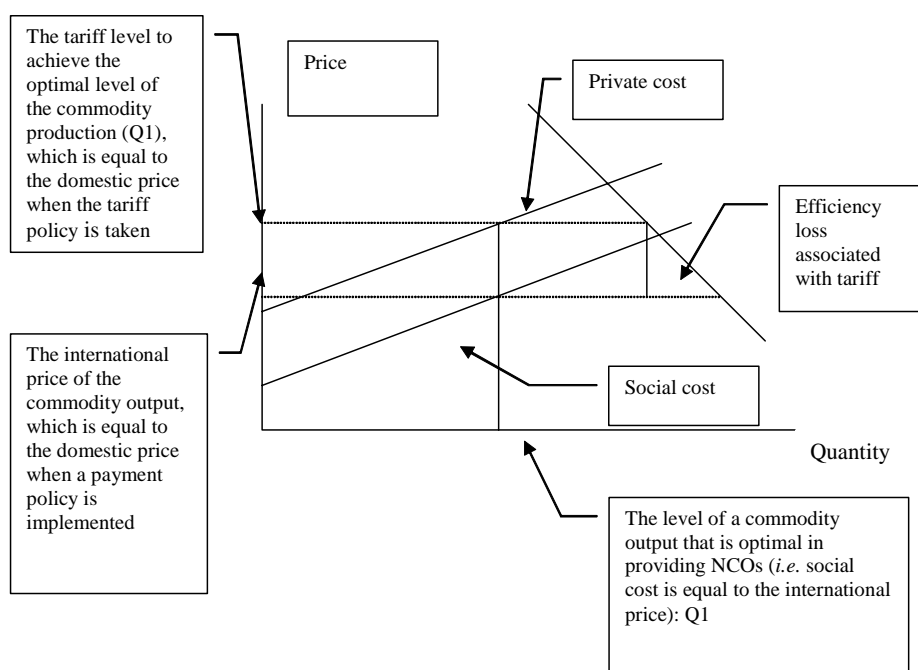 The tariff level to
achieve the
optimal level of
the commodity
production (Q1),
which is equal to
the domestic price
when the tariff
policy is taken
Price
Private cost
Efficiency
loss
associated
with tariff
The international
price of the
commodity output,
which is equal to
the domestic price
when a payment
policy is
implemented
Social cost
Quantity
The level of a commodity
output that is optimal in
providing NCOs (i.e. social
cost is equal to the international
price): Q1